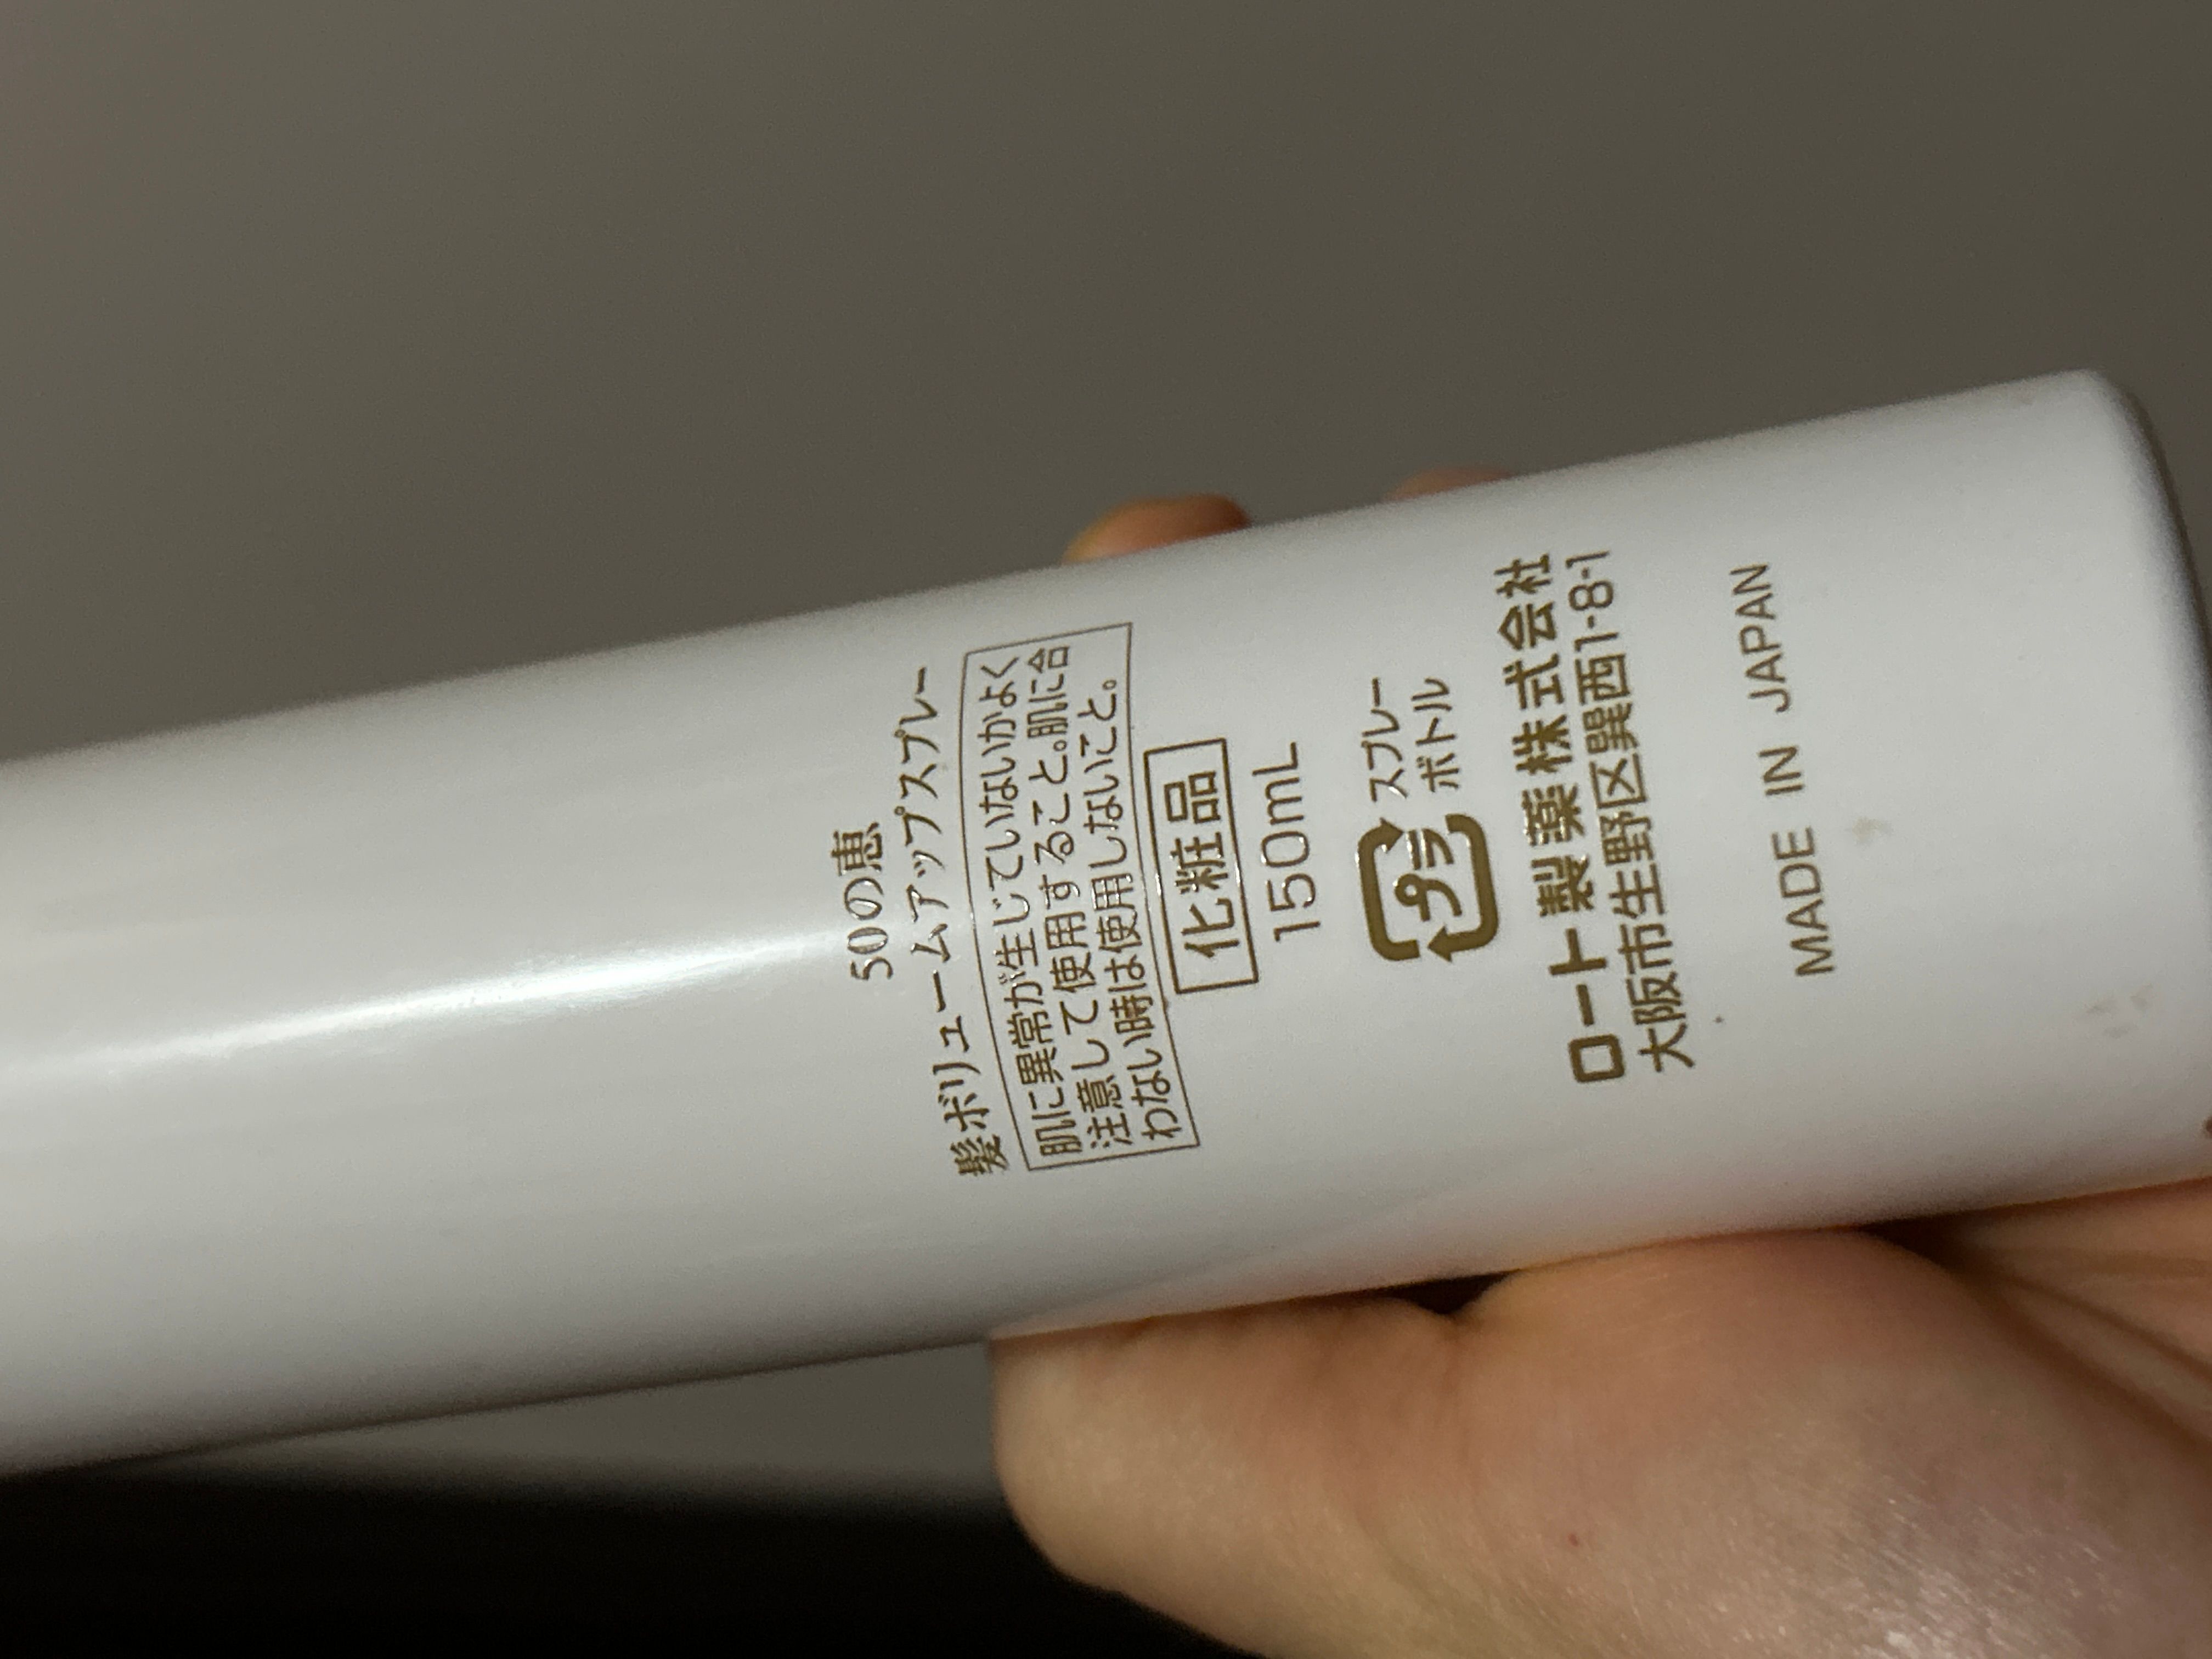 50の恵
髪ボリュームアップスプレー
肌に異常が生じていないかよく
注意して使用すること。肌に合
わない時は使用しないこと。
化粧品
150mL
プラ
スプレー
ボトル
ロート製薬株式会社
大阪市生野区巽西1-8-1
MADE IN JAPAN